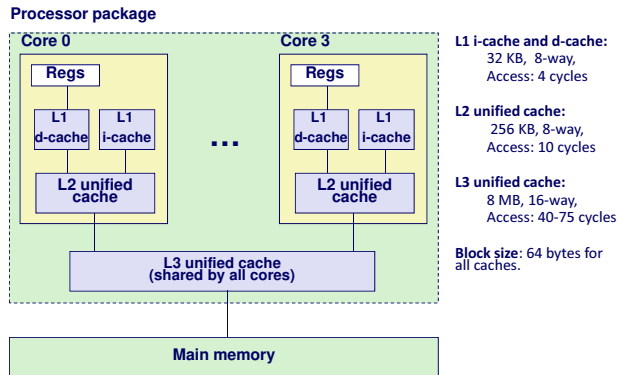 Processor package
Core 0
Regs
L1
d-cache
L1
i-cache
L2 unified
cache
...
Core 3
Regs
L1
d-cache
L1
i-cache
L2 unified
cache
L3 unified cache
(shared by all cores)
Main memory
L1 i-cache and d-cache:
32 KB, 8-way,
Access: 4 cycles
L2 unified cache:
256 KB, 8-way,
Access: 10 cycles
L3 unified cache:
8 MB, 16-way,
Access: 40-75 cycles
Block size: 64 bytes for
all caches.